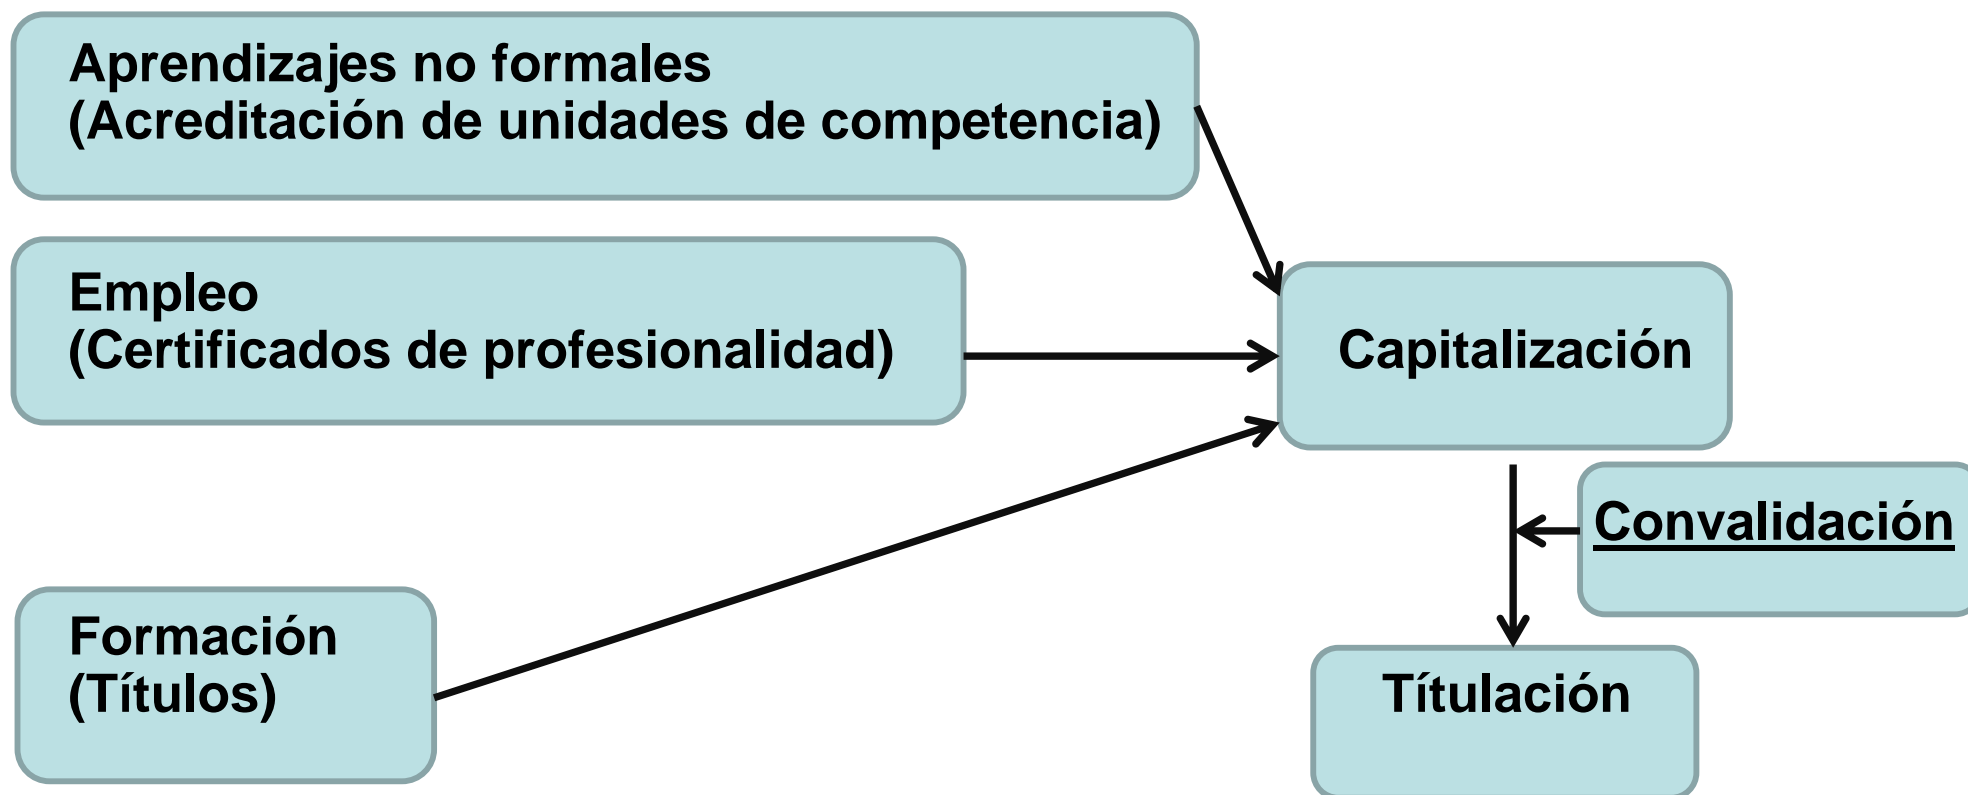 Aprendizajes no formales
(Acreditación de unidades de competencia)
Empleo
(Certificados de profesionalidad)
Capitalización
Convalidación
Formación
(Títulos)
Títulación